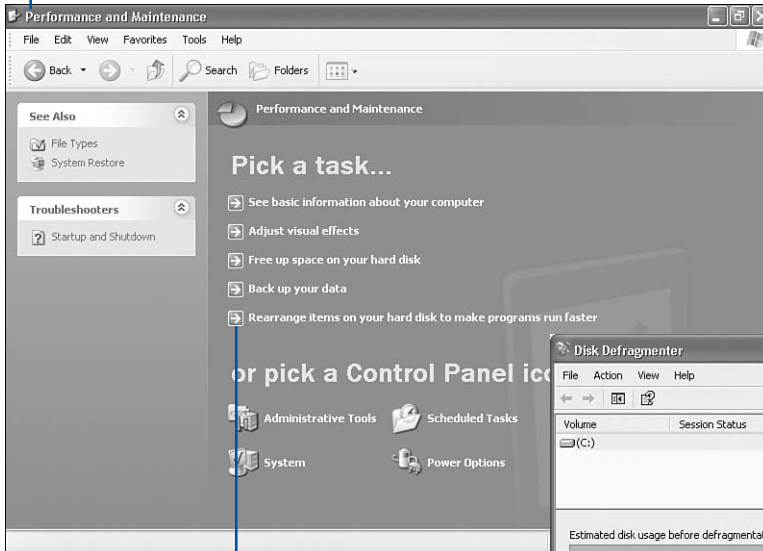 Performance and Maintenance
File Edit View Favorites Tools Help
Back Search Folders
See Also
File Types
System Restore
Troubleshooters
Startup and Shutdown
Performance and Maintenance
Pick a task...
See basic information about your computer
Adjust visual effects
Free up space on your hard disk
Back up your data
Rearrange items on your hard disk to make programs run faster
or pick a Control Panel ico
Administrative Tools Scheduled Tasks
System Power Options
Disk Defragmenter
File Action View Help
Volume Session Status
(C:)
Estimated disk usage before defragmentat